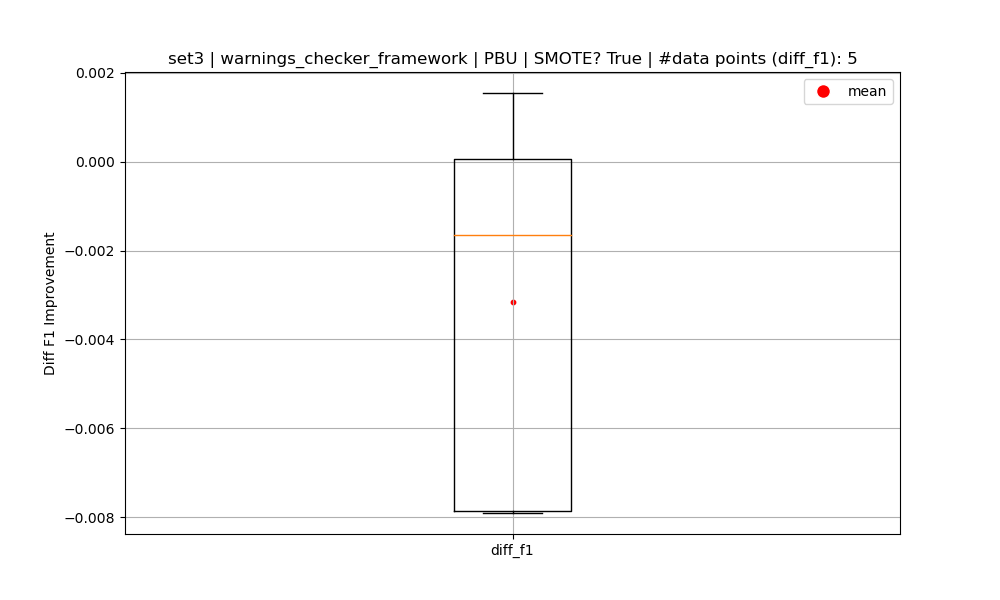 set3 | warnings_checker_framework | PBU | SMOTE? True | #data points (diff_f1): 5
mean
0.002
0.000
−0.002
−0.004
−0.006
−0.008
Diff F1 Improvement
diff_f1